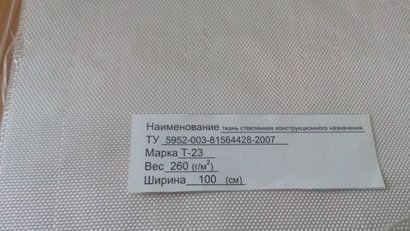 Наименование ткань стеклянная конструкционного назначения
ТУ 5952-003-81564428-2007
Марка Т-23
Вес 260 (г/м²)
Ширина 100 (см)